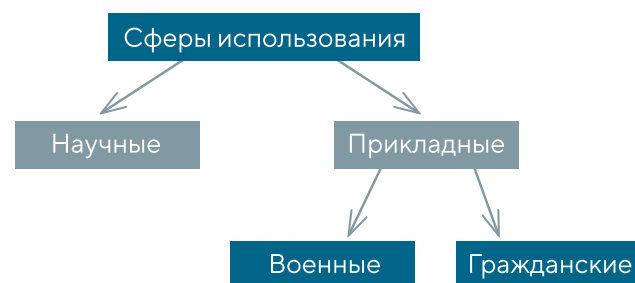 Сферы использования
Научные
Прикладные
Военные
Гражданские